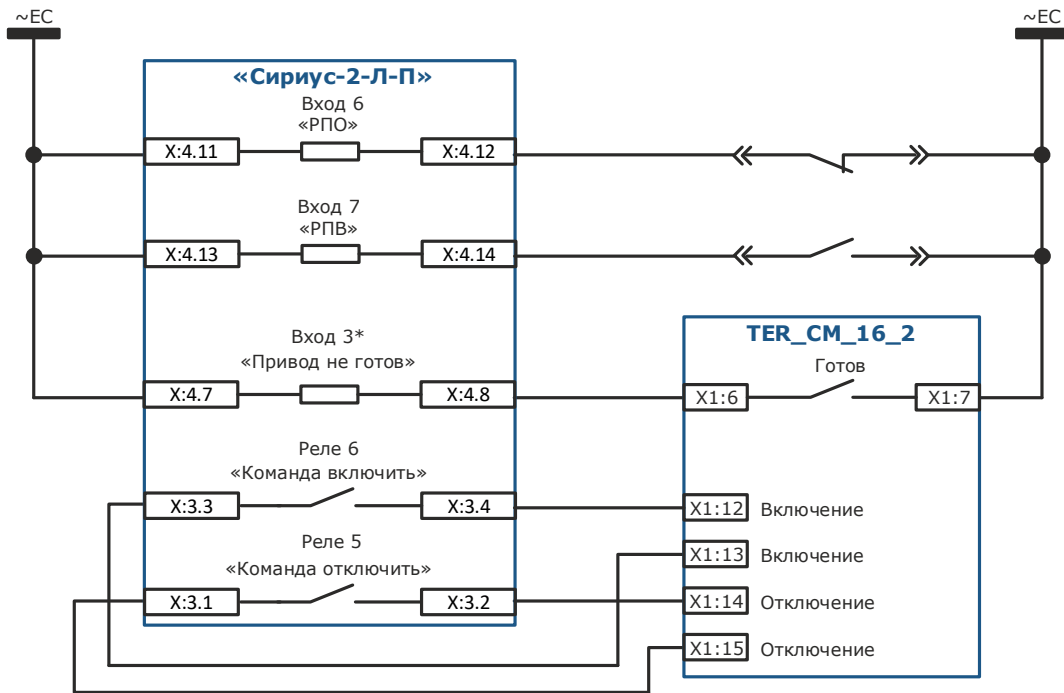 ~ЕС
~ЕС
«Сириус-2-Л-П»
Вход 6
«РПО»
X:4.11
X:4.12
Вход 7
«РПВ»
X:4.13
X:4.14
TER_CM_16_2
Вход 3*
«Привод не готов»
Готов
X:4.7
X:4.8
X1:6
X1:7
Реле 6
«Команда включить»
X:3.3
X:3.4
X1:12 Включение
Реле 5
«Команда отключить»
X1:13 Включение
X:3.1
X:3.2
X1:14 Отключение
X1:15 Отключение